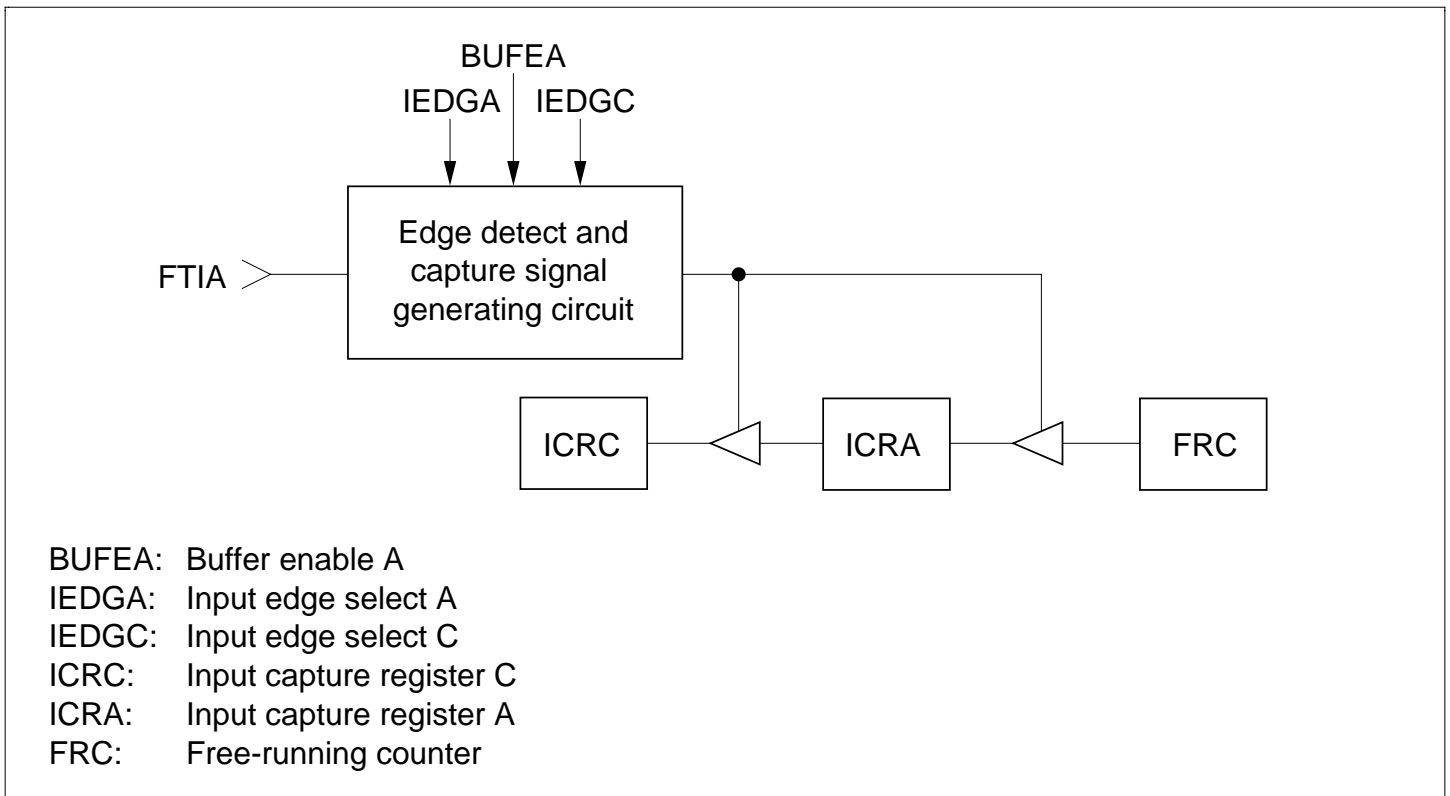 BUFEA
IEDGA IEDGC
FTIA
Edge detect and
capture signal
generating circuit
ICRC
ICRA
FRC
BUFEA: Buffer enable A
IEDGA: Input edge select A
IEDGC: Input edge select C
ICRC: Input capture register C
ICRA: Input capture register A
FRC: Free-running counter